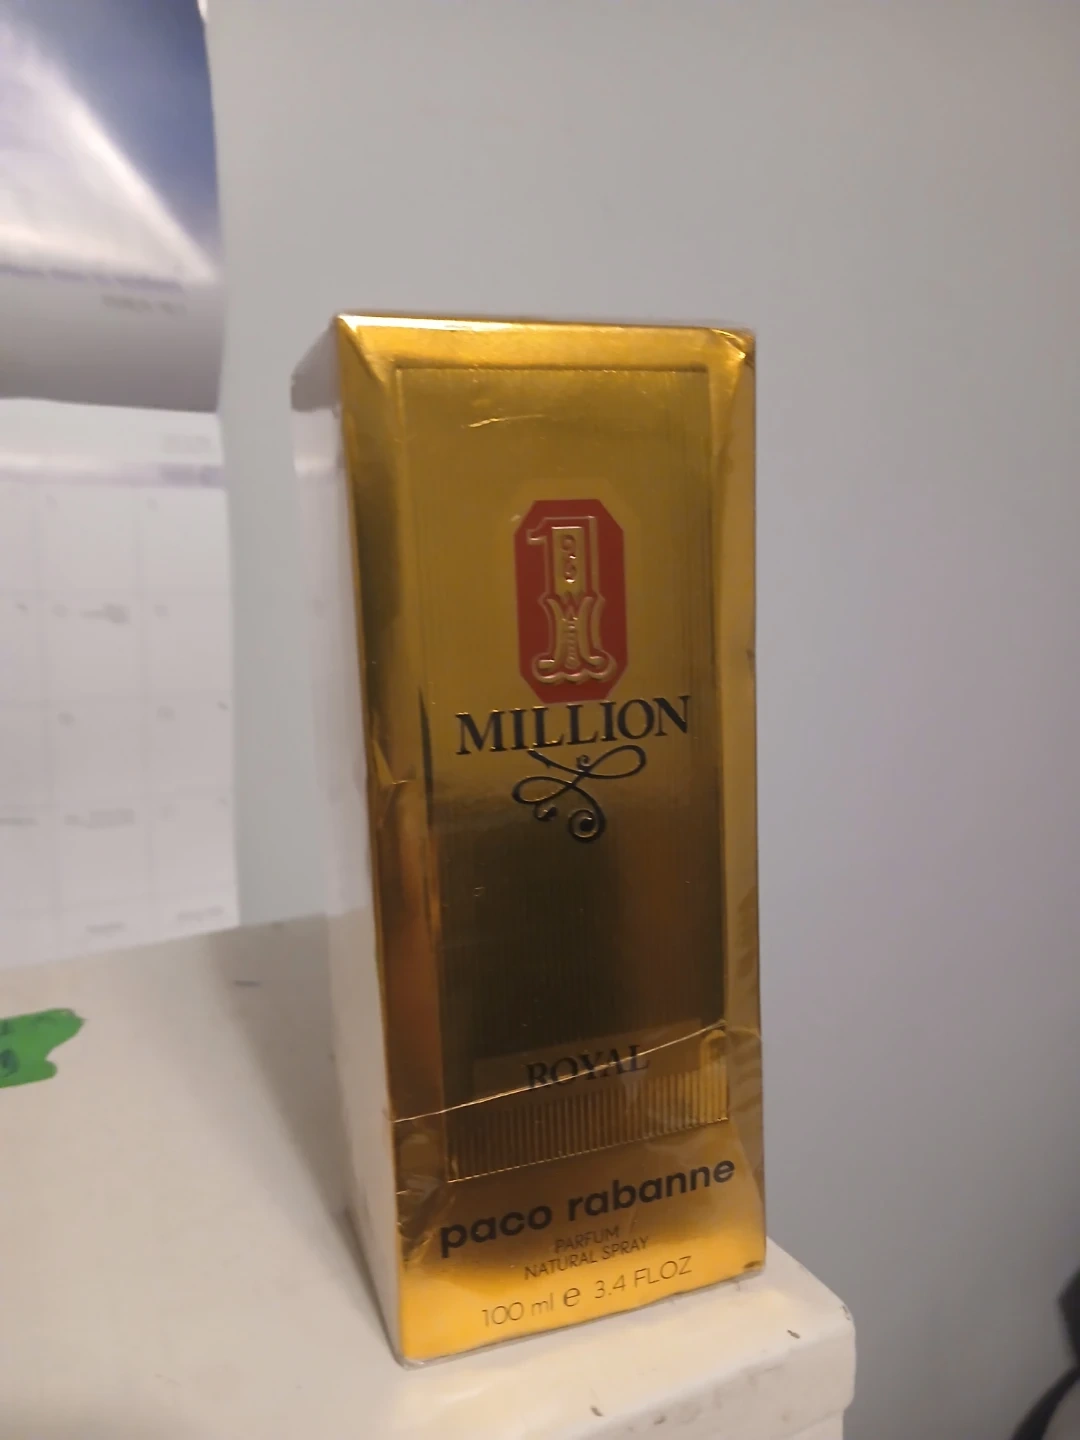 1
MILLION
ROYAL
paco rabanne
PARFUM
NATURAL SPRAY
100 ml e 3.4 FL OZ